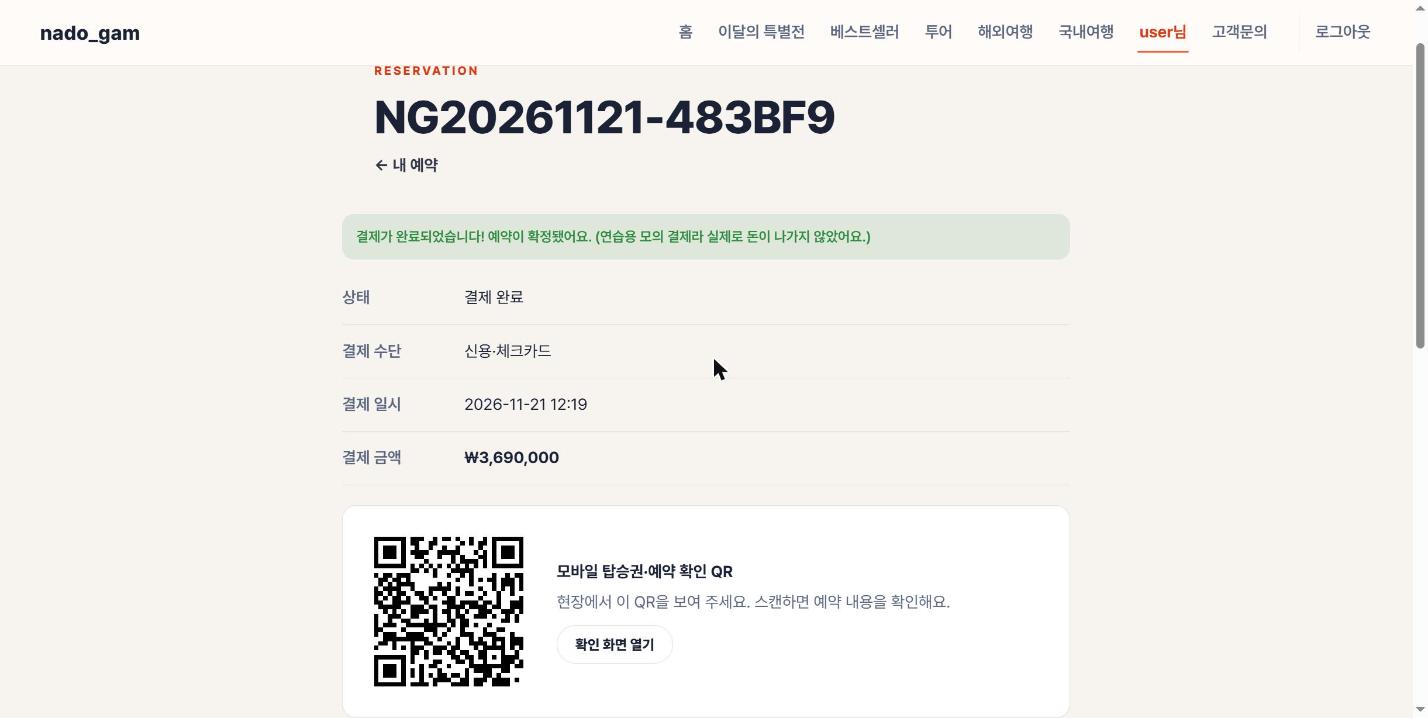 nado_gam
홈 이달의 특별전 베스트셀러 투어 해외여행 국내여행 user님 고객문의 로그아웃
RESERVATION
NG20261121-483BF9
← 내 예약
결제가 완료되었습니다! 예약이 확정됐어요. (연습용 모의 결제라 실제로 돈이 나가지 않았어요.)
상태 결제 완료
결제 수단 신용·체크카드
결제 일시 2026-11-21 12:19
결제 금액 ₩3,690,000
모바일 탑승권·예약 확인 QR
현장에서 이 QR을 보여 주세요. 스캔하면 예약 내용을 확인해요.
확인 화면 열기